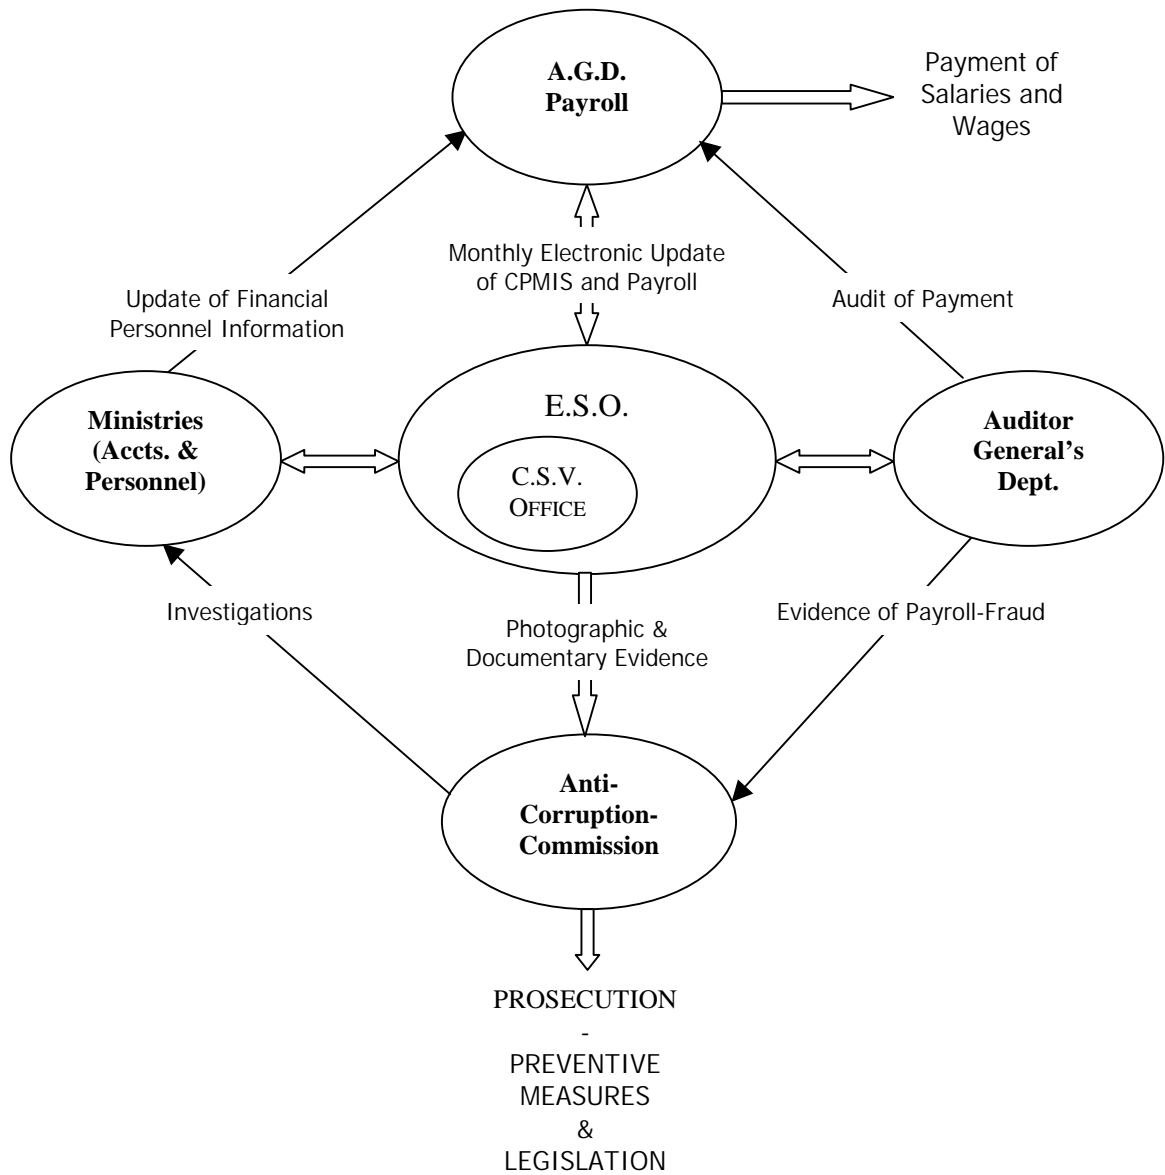 A.G.D.
Payroll
Payment of
Salaries and
Wages
Monthly Electronic Update
of CPMIS and Payroll
Update of Financial
Personnel Information
Audit of Payment
Ministries
(Accts. &
Personnel)
E.S.O.
C.S.V.
OFFICE
Auditor
General's
Dept.
Investigations
Photographic &
Documentary Evidence
Evidence of Payroll-Fraud
Anti-
Corruption-
Commission
PROSECUTION
-
PREVENTIVE
MEASURES
&
LEGISLATION